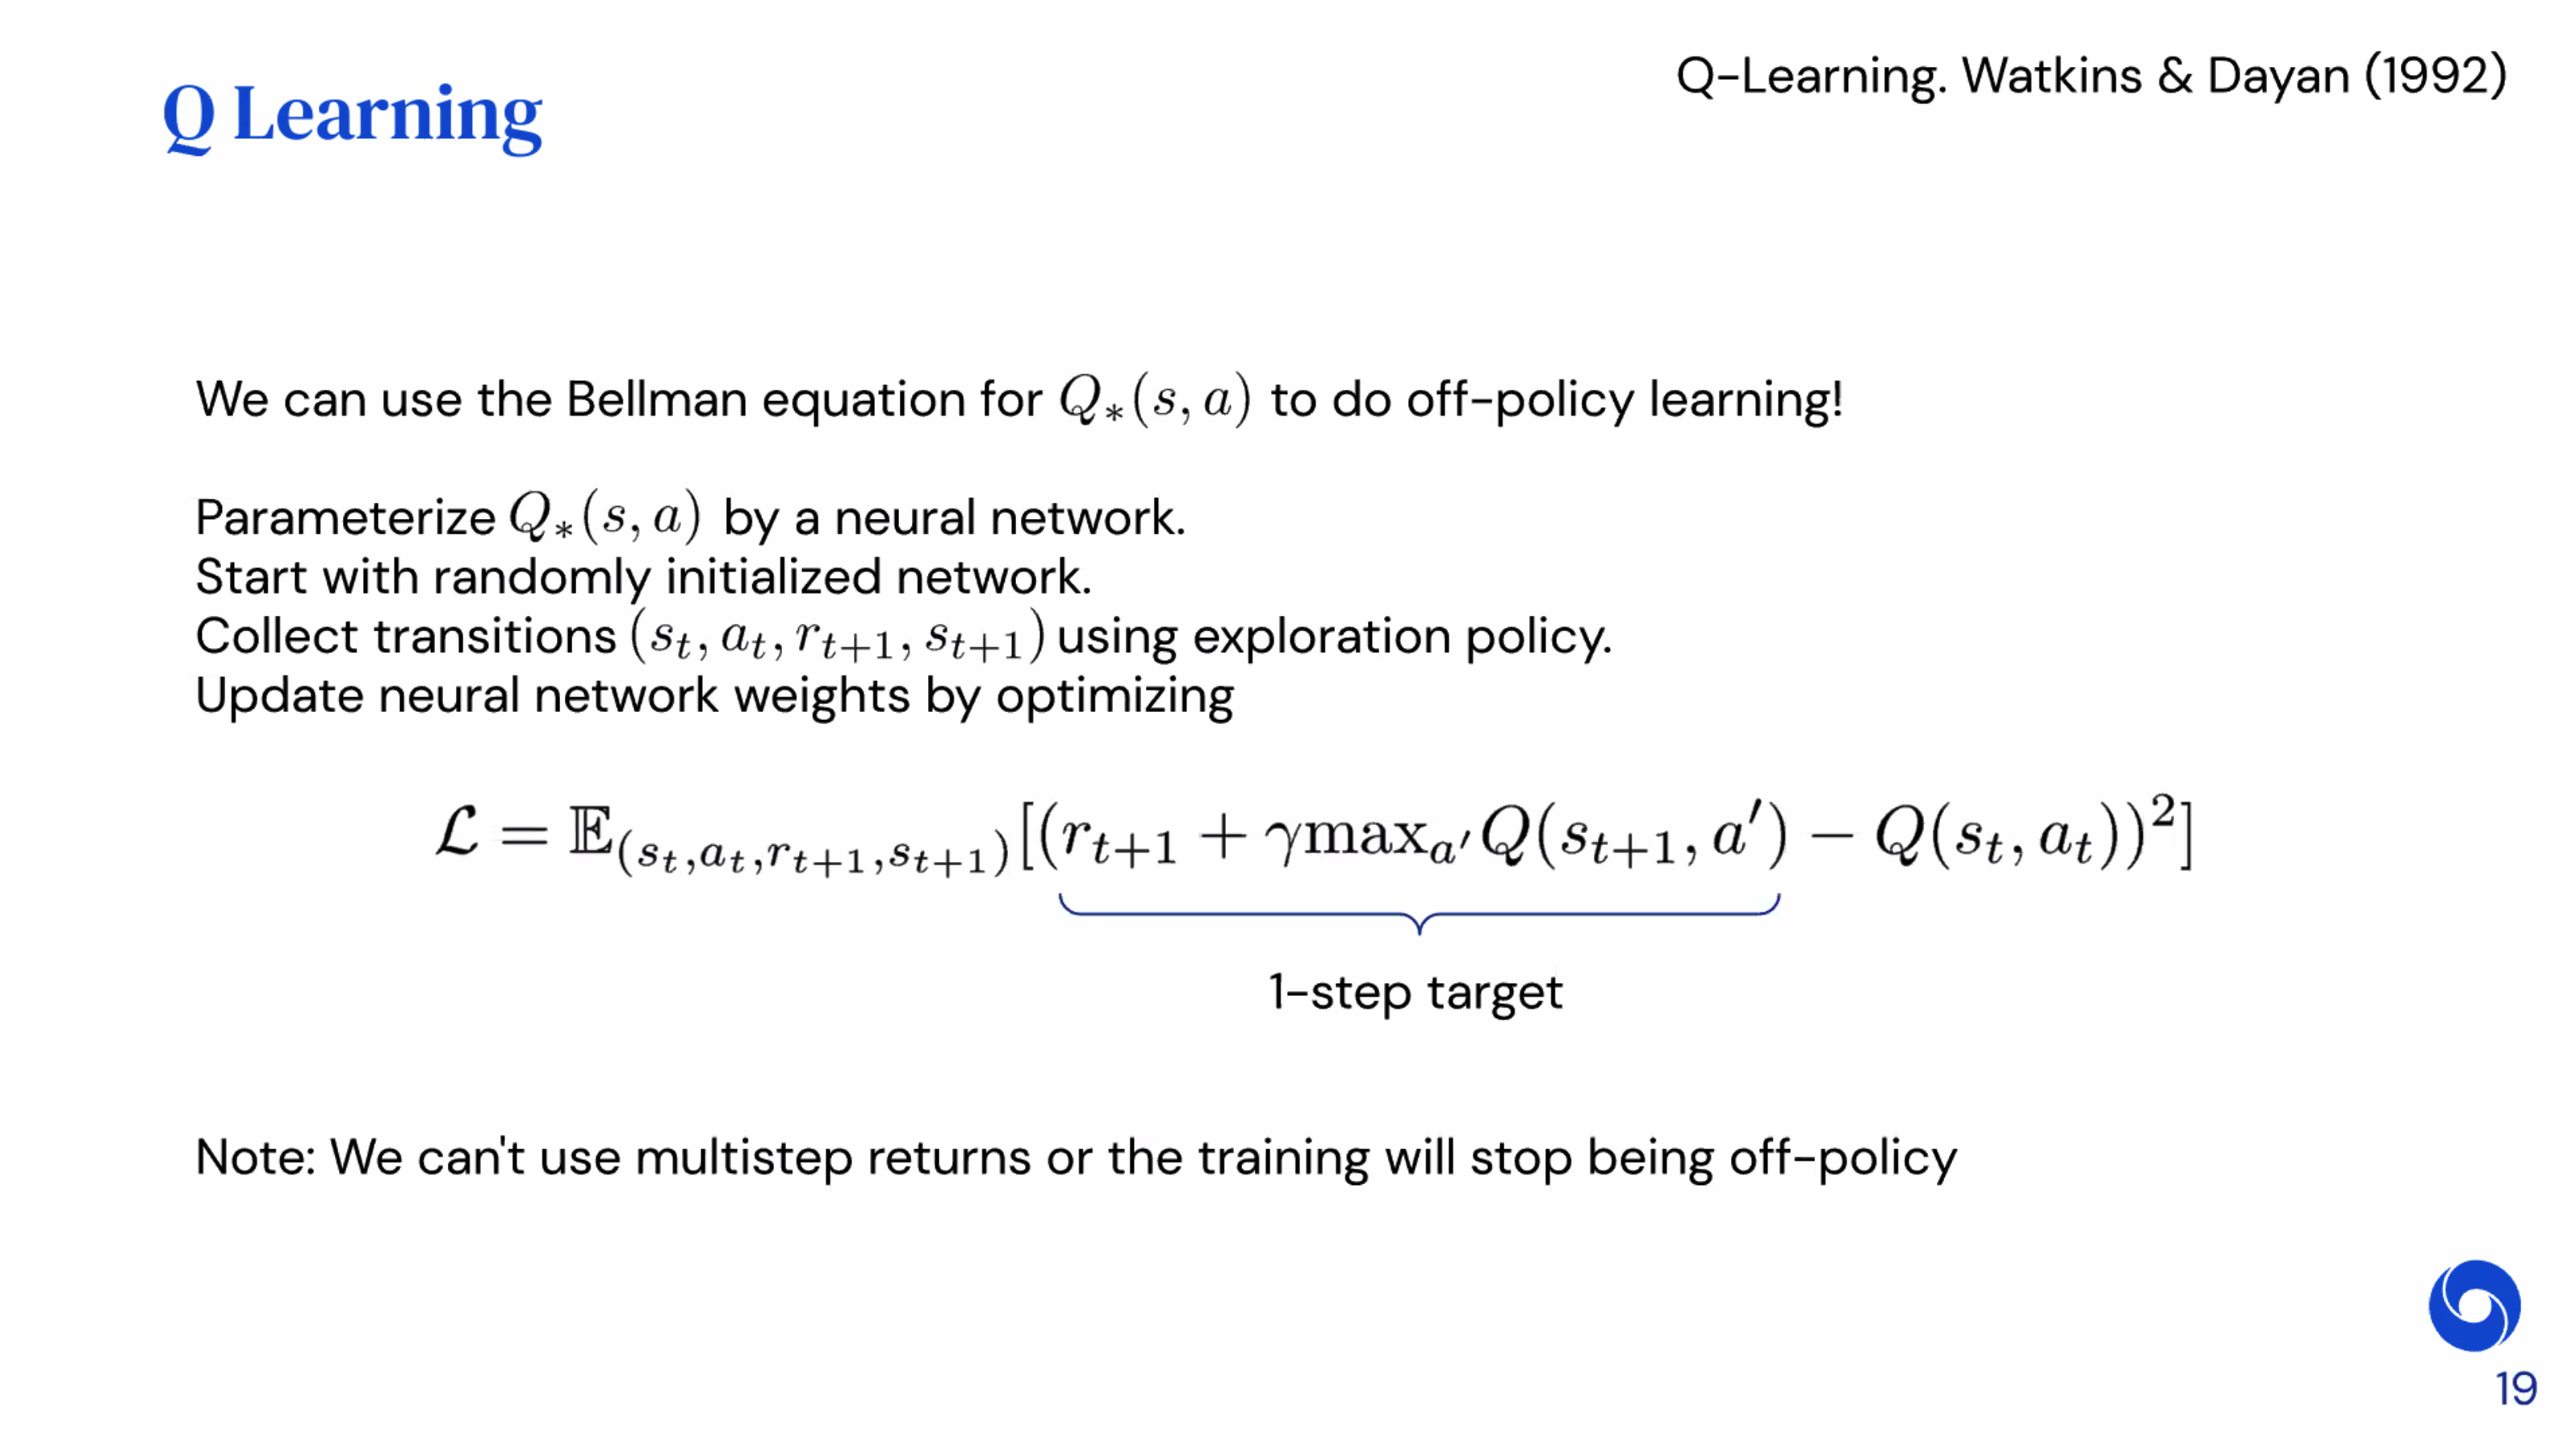 Q-Learning. Watkins & Dayan (1992)
Q Learning
We can use the Bellman equation for $Q_*(s, a)$ to do off-policy learning!
Parameterize $Q_*(s, a)$ by a neural network.
Start with randomly initialized network.
Collect transitions $(s_t, a_t, r_{t+1}, s_{t+1})$ using exploration policy.
Update neural network weights by optimizing
$\mathcal{L} = \mathbb{E}_{(s_t, a_t, r_{t+1}, s_{t+1})}[(r_{t+1} + \gamma \mathrm{max}_{a'} Q(s_{t+1}, a') - Q(s_t, a_t))^2]$
1-step target
Note: We can't use multistep returns or the training will stop being off-policy
19